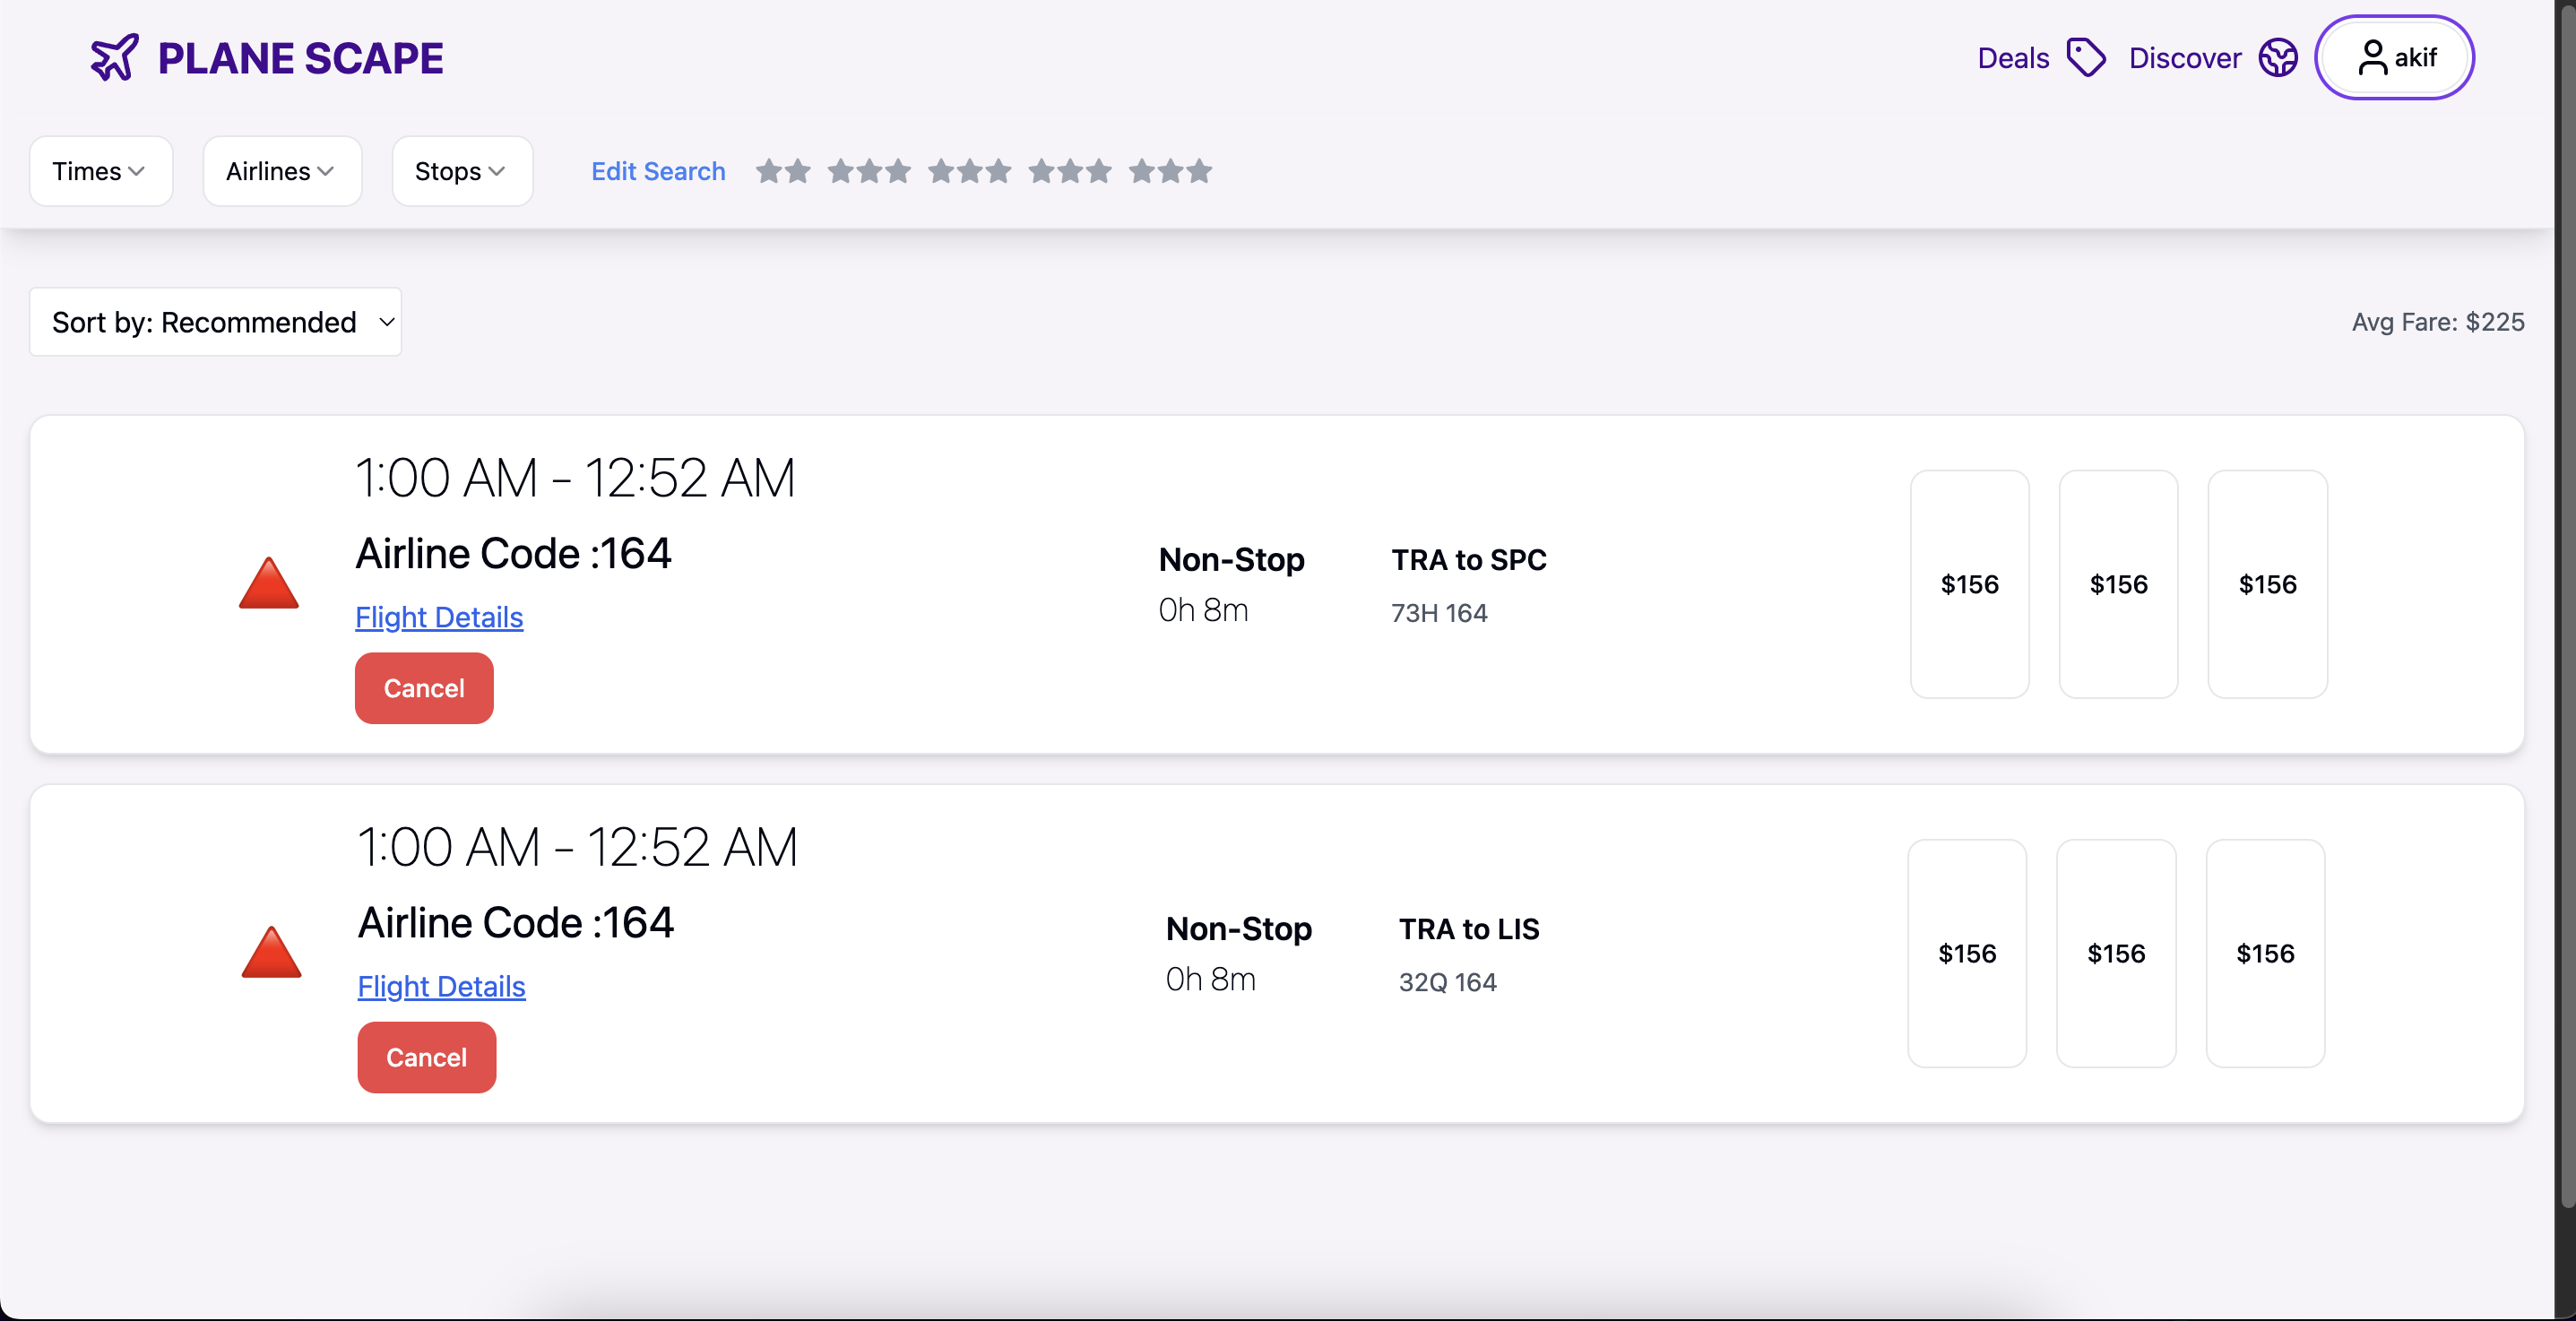 PLANE SCAPE
Deals Discover akif
Times Airlines Stops Edit Search
Sort by: Recommended
Avg Fare: $225
1:00 AM - 12:52 AM
Airline Code :164
Flight Details
Cancel
Non-Stop
0h 8m
TRA to SPC
73H 164
$156 $156 $156
1:00 AM - 12:52 AM
Airline Code :164
Flight Details
Cancel
Non-Stop
0h 8m
TRA to LIS
32Q 164
$156 $156 $156